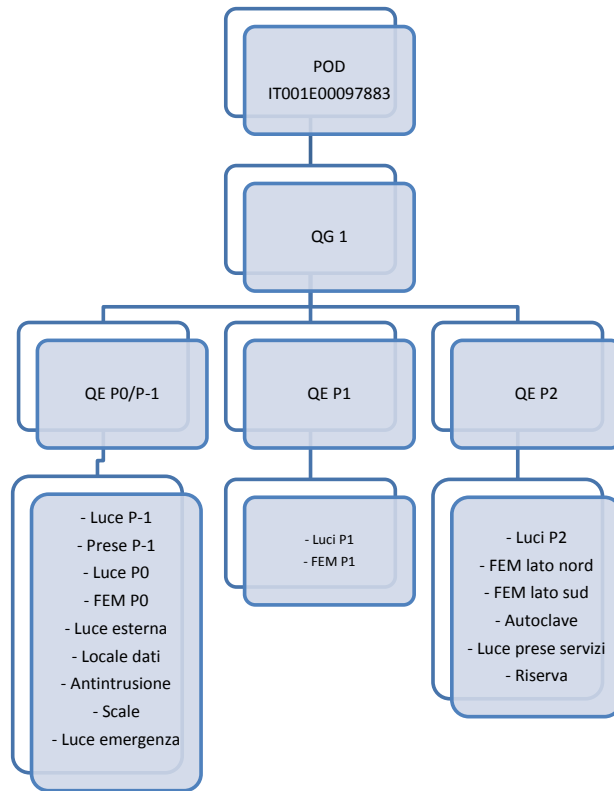 POD
IT001E00097883
QG 1
QE P0/P-1
QE P1
QE P2
- Luce P-1
- Prese P-1
- Luce P0
- FEM P0
- Luce esterna
- Locale dati
- Antintrusione
- Scale
- Luce emergenza
- Luci P1
- FEM P1
- Luci P2
- FEM lato nord
- FEM lato sud
- Autoclave
- Luce prese servizi
- Riserva